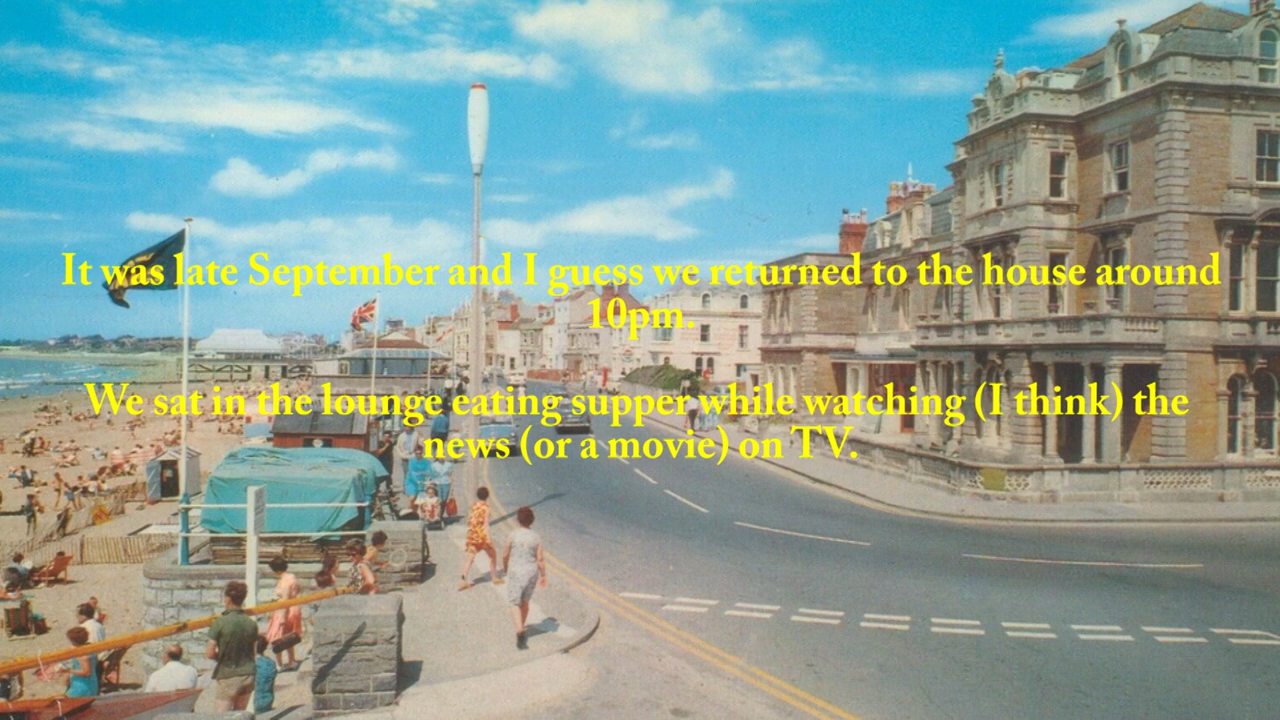 It was late September and I guess we returned to the house around
10pm.
We sat in the lounge eating supper while watching (I think) the
news (or a movie) on TV.